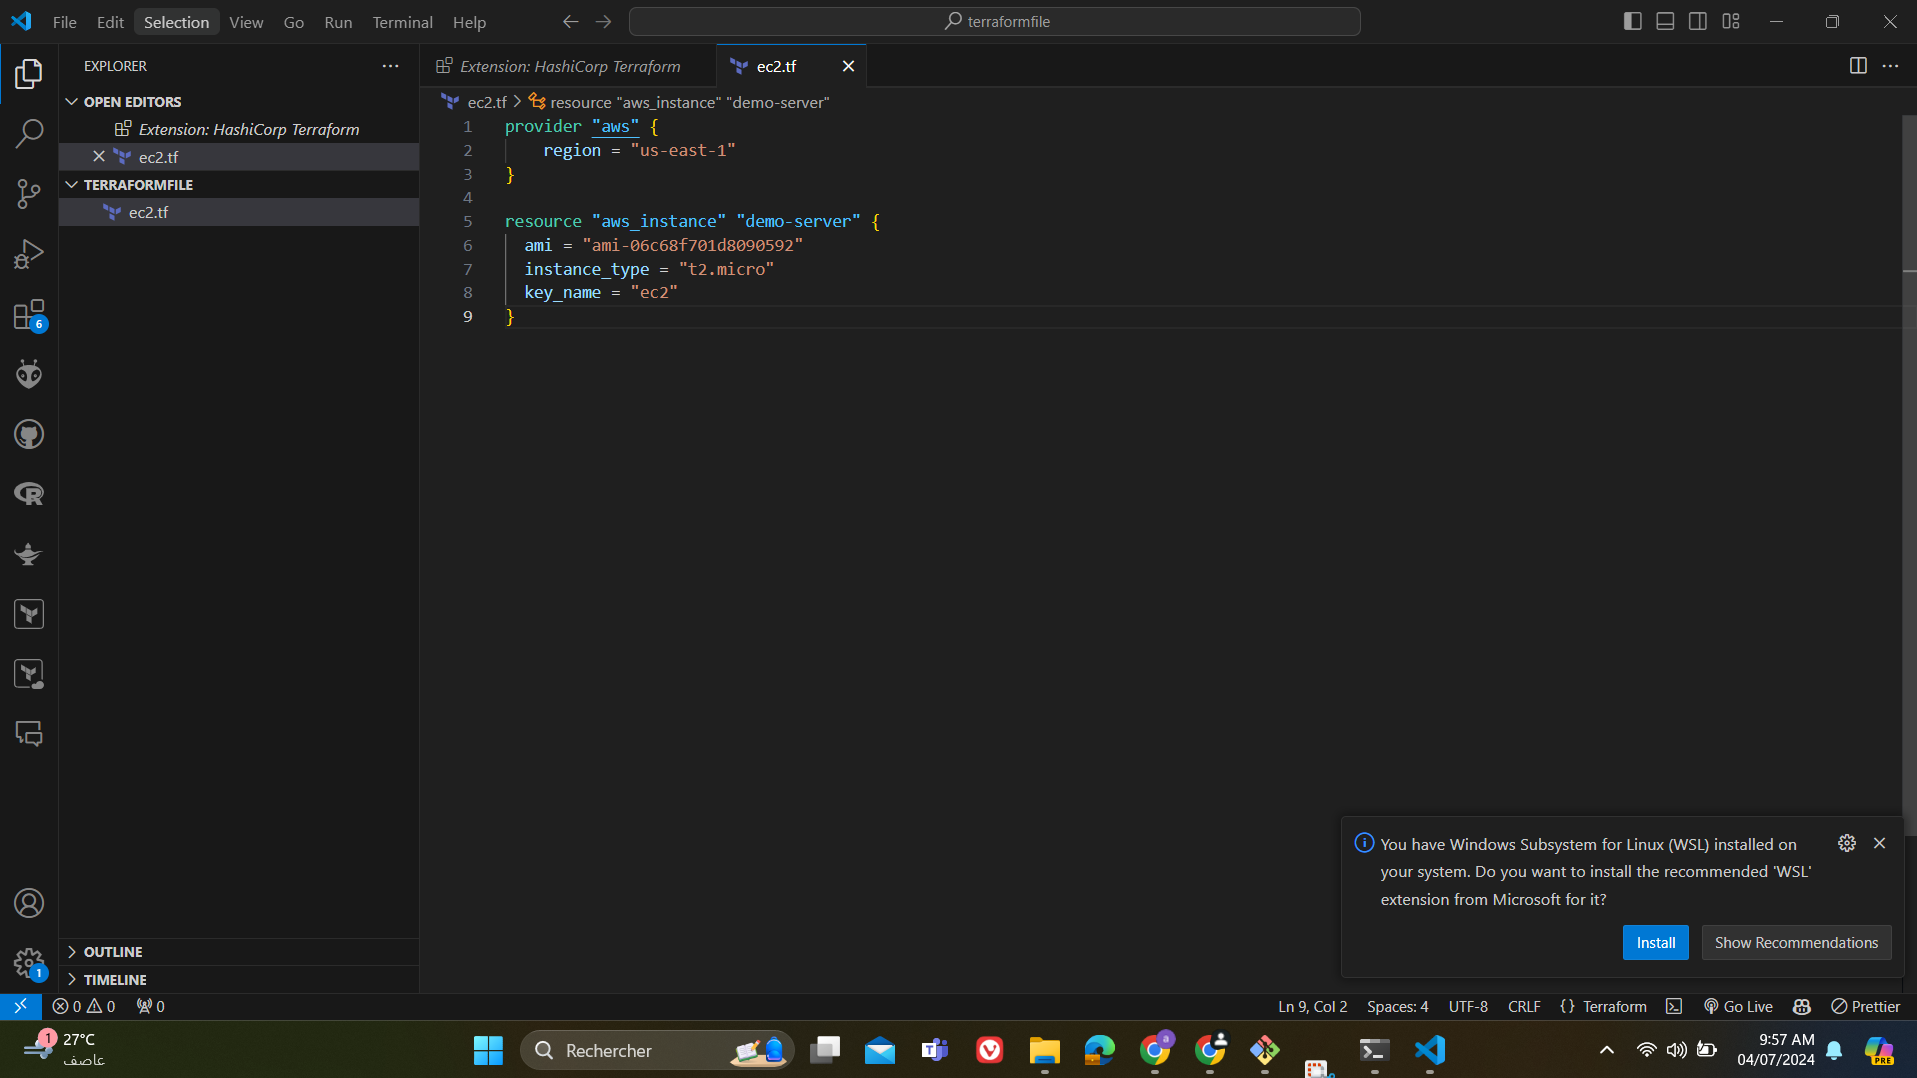 File Edit Selection View Go Run Terminal Help
terraformfile
EXPLORER
Extension: HashiCorp Terraform
ec2.tf
OPEN EDITORS
Extension: HashiCorp Terraform
ec2.tf
TERRAFORMFILE
ec2.tf
ec2.tf > resource "aws_instance" "demo-server"
1 provider "aws" {
2 region = "us-east-1"
3 }
4
5 resource "aws_instance" "demo-server" {
6 ami = "ami-06c68f701d8090592"
7 instance_type = "t2.micro"
8 key_name = "ec2"
9 }
6
You have Windows Subsystem for Linux (WSL) installed on
your system. Do you want to install the recommended 'WSL'
extension from Microsoft for it?
Install
Show Recommendations
OUTLINE
TIMELINE
1
0 0 0
Ln 9, Col 2 Spaces: 4 UTF-8 CRLF {} Terraform Go Live Prettier
1
27°C
عاصف
Rechercher
a
9:57 AM
04/07/2024
PRE